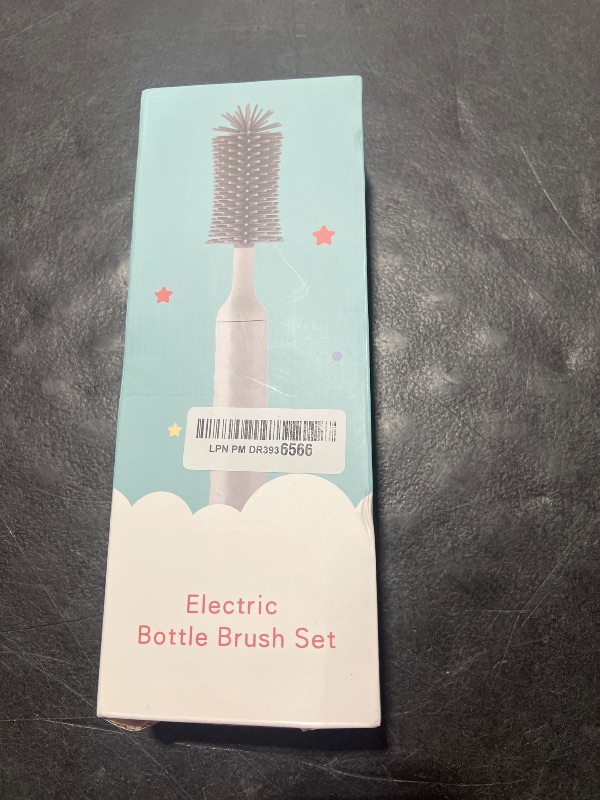 LPN PM DR3936566
Electric
Bottle Brush Set